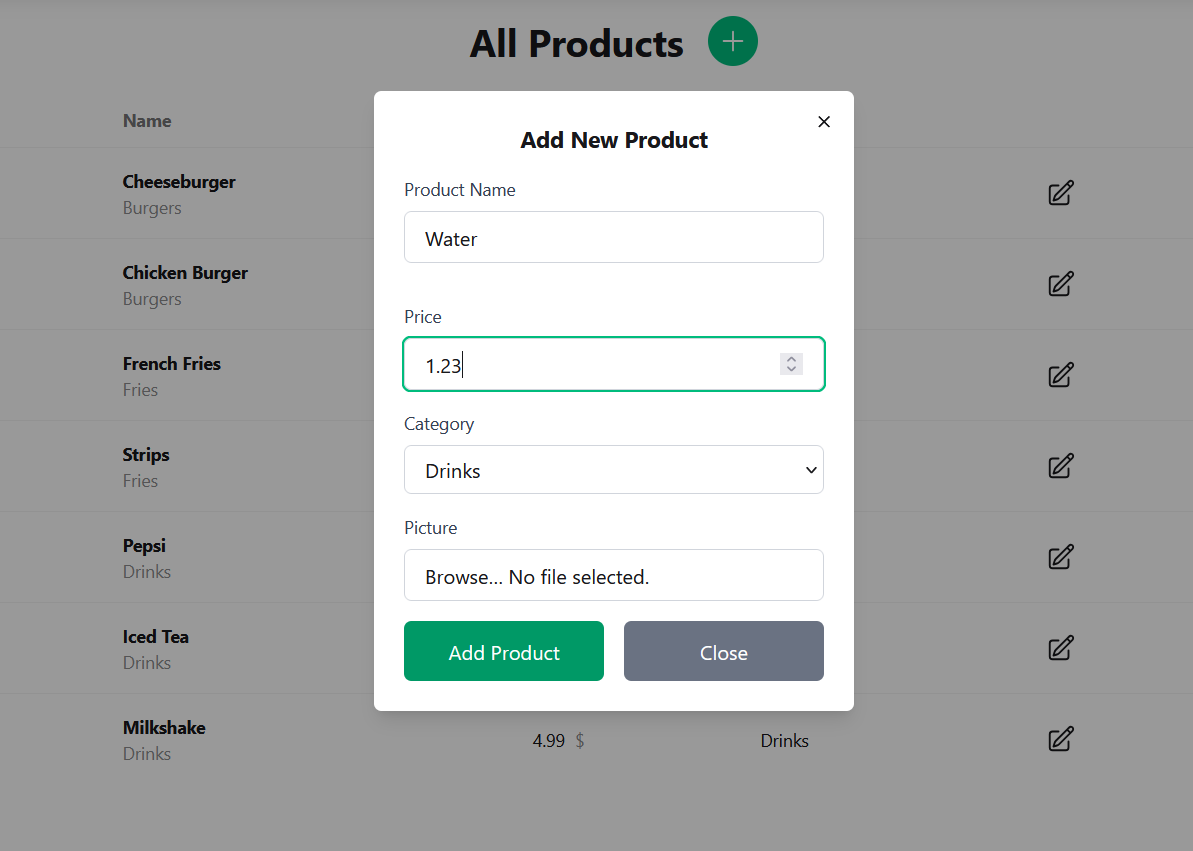 All Products
Name
Add New Product
Cheeseburger
Burgers
Product Name
Water
Chicken Burger
Burgers
Price
1.23
French Fries
Fries
Category
Drinks
Strips
Fries
Picture
Browse... No file selected.
Pepsi
Drinks
Iced Tea
Drinks
Add Product Close
Milkshake
Drinks
4.99 $ Drinks